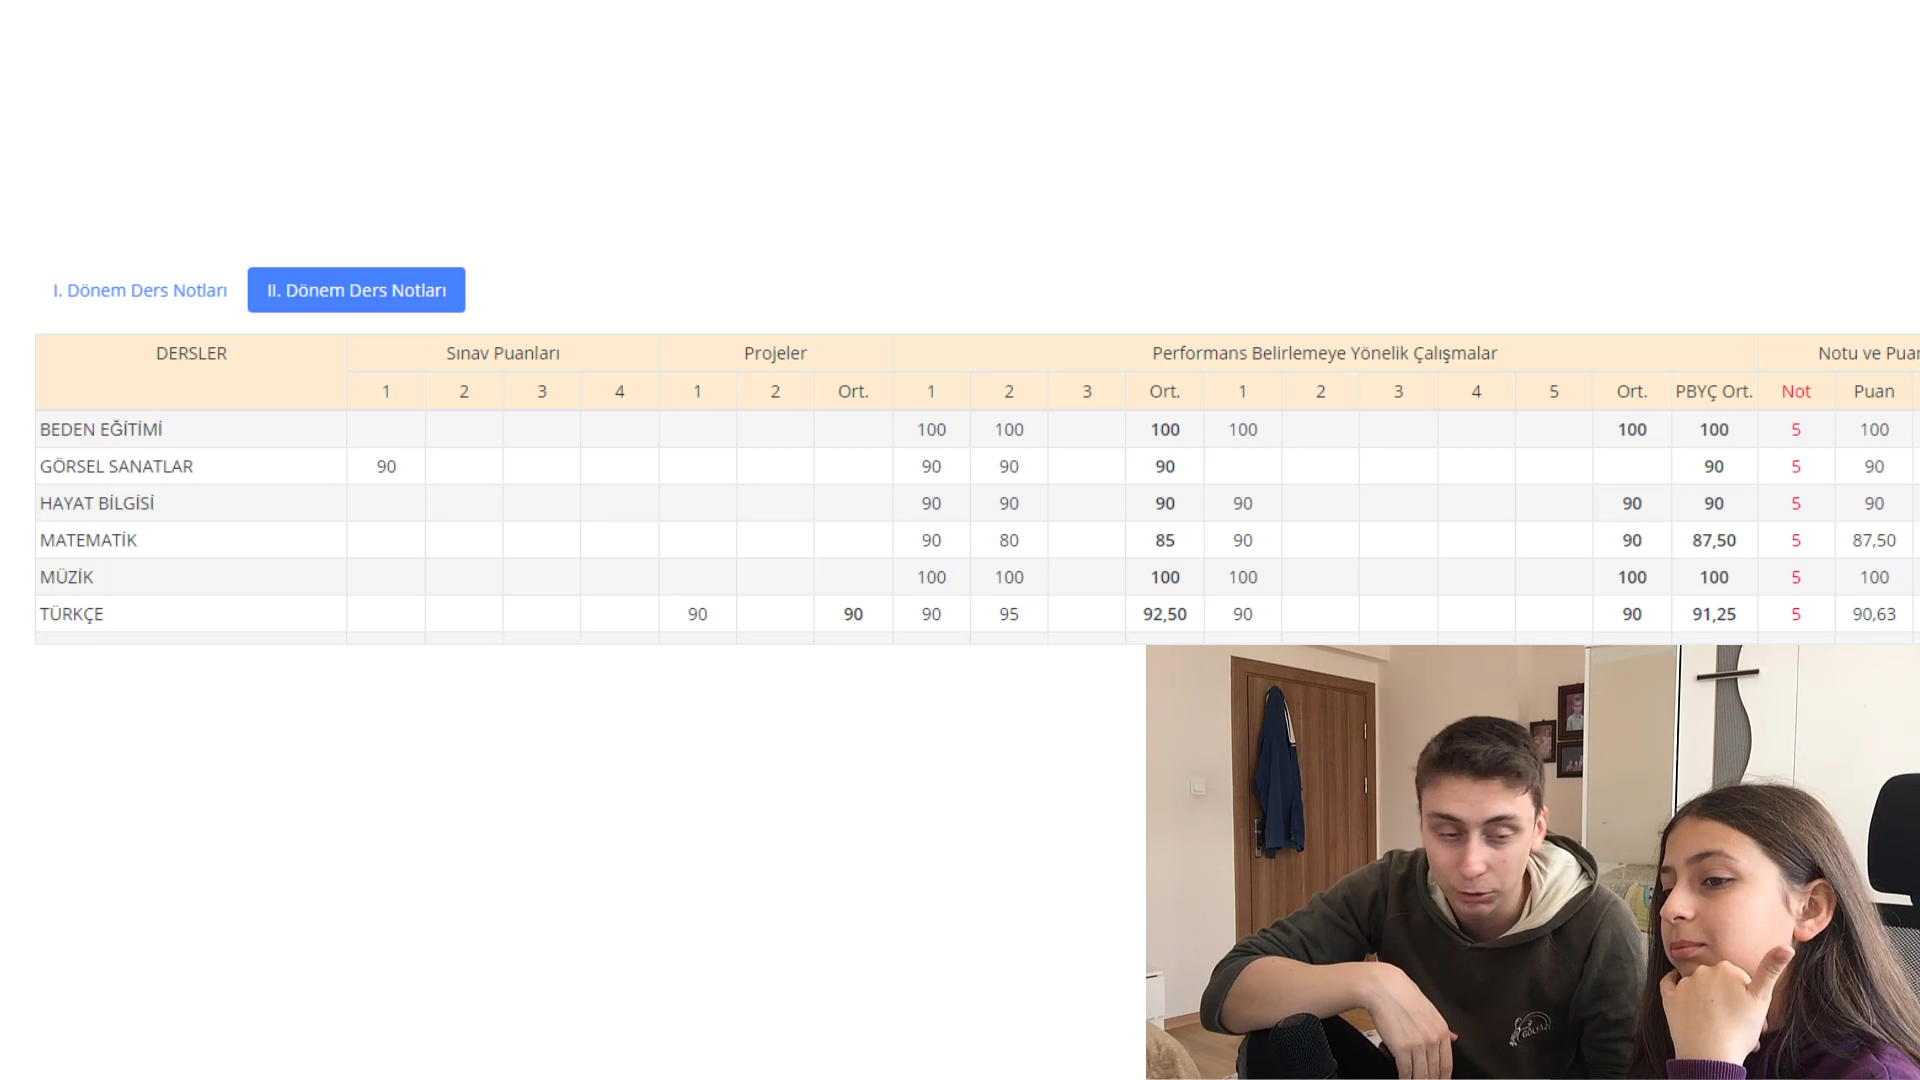 I. Dönem Ders Notları II. Dönem Ders Notları
DERSLER Sınav Puanları Projeler Performans Belirlemeye Yönelik Çalışmalar Notu ve
1 2 3 4 1 2 Ort. 1 2 3 Ort. 1 2 3 4 5 Ort. PBYÇ Ort. Not Puan
BEDEN EĞİTİMİ 100 100 100 100 100 100 5 100
GÖRSEL SANATLAR 90 90 90 90 90 5 90
HAYAT BİLGİSİ 90 90 90 90 90 90 5 90
MATEMATİK 90 80 85 90 90 87,50 5 87,50
MÜZİK 100 100 100 100 100 100 5 100
TÜRKÇE 90 90 90 95 92,50 90 90 91,25 5 90,63
GÖLYAZI